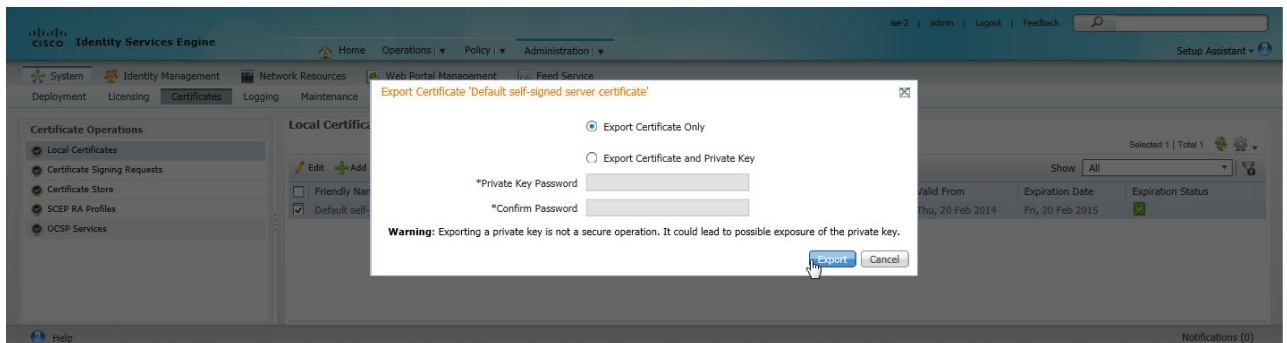 ise-2 | admin | Logout | Feedback
CISCO Identity Services Engine
Home Operations | Policy | Administration |
Setup Assistant
System Identity Management Network Resources Web Portal Management Feed Service
Deployment Licensing Certificates Logging Maintenance
Export Certificate 'Default self-signed server certificate'
Certificate Operations
Local Certificates
Certificate Signing Requests
Certificate Store
SCEP RA Profiles
OCSP Services
Local Certifica
Selected 1 | Total 1
Edit Add
Show All
Friendly Nar
Valid From Expiration Date Expiration Status
Default self-
Thu, 20 Feb 2014 Fri, 20 Feb 2015
Export Certificate Only
Export Certificate and Private Key
*Private Key Password
*Confirm Password
Warning: Exporting a private key is not a secure operation. It could lead to possible exposure of the private key.
Export Cancel
Help
Notifications (0)